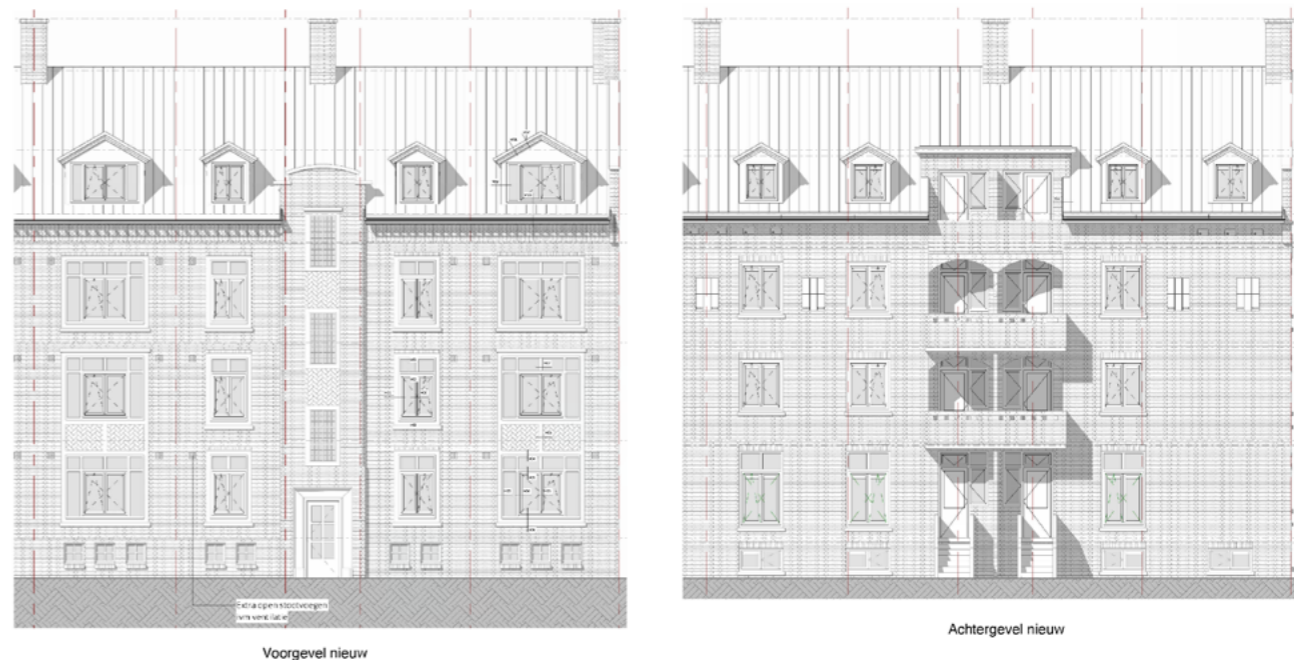 Extra open stootvoegen
ivm ventilatie
Voorgevel nieuw
Achtergevel nieuw